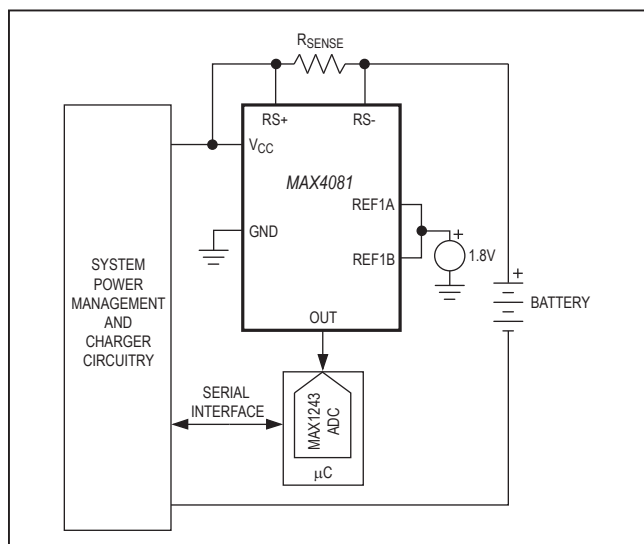 RSENSE
RS+
RS-
VCC
MAX4081
REF1A
GND
+
1.8V
REF1B
SYSTEM
POWER
MANAGEMENT
AND
CHARGER
CIRCUITRY
+
BATTERY
OUT
SERIAL
INTERFACE
MAX1243
ADC
μC